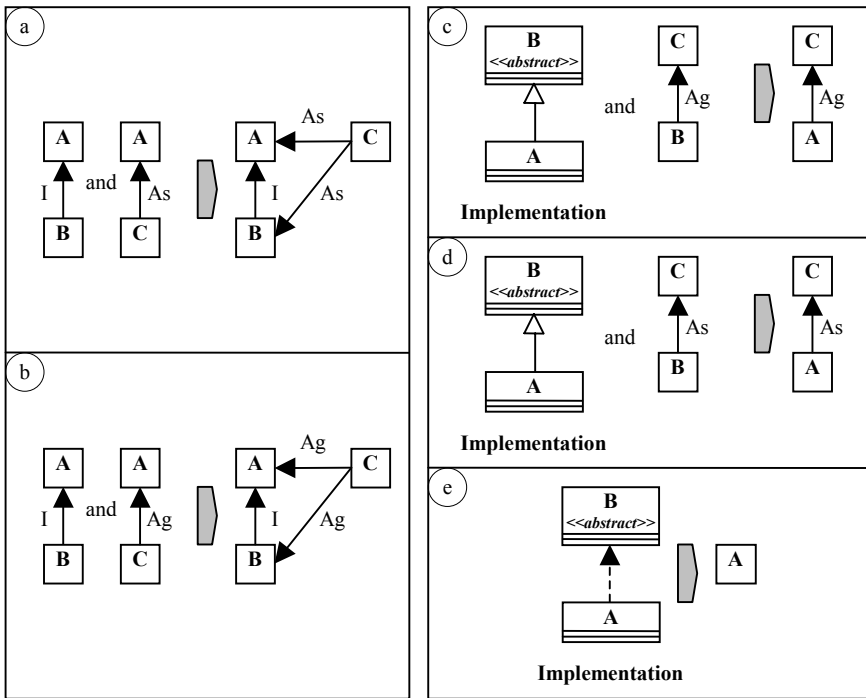 a
A A A As C
I and As I As
B C B
b
A A A Ag C
I and Ag I Ag
B C B
c
B
<<abstract>>
C C
and Ag Ag
A B A
Implementation
d
B
<<abstract>>
C C
and As As
A B A
Implementation
e
B
<<abstract>>
A
A
Implementation